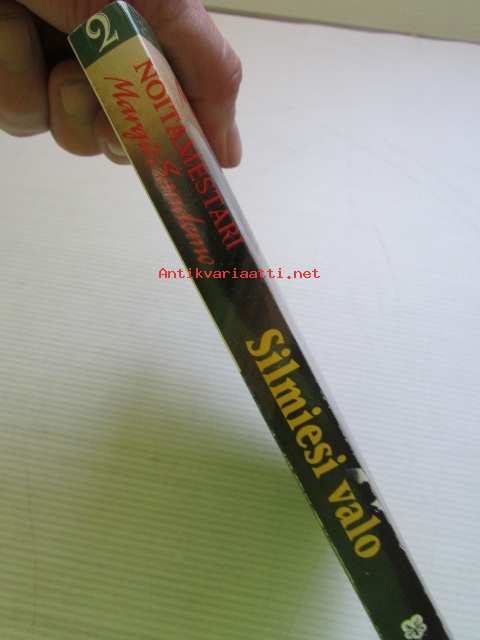 2
NOITAMESTARI
Margit Sandemo
Silmiesi valo
Antikvariaatti.net